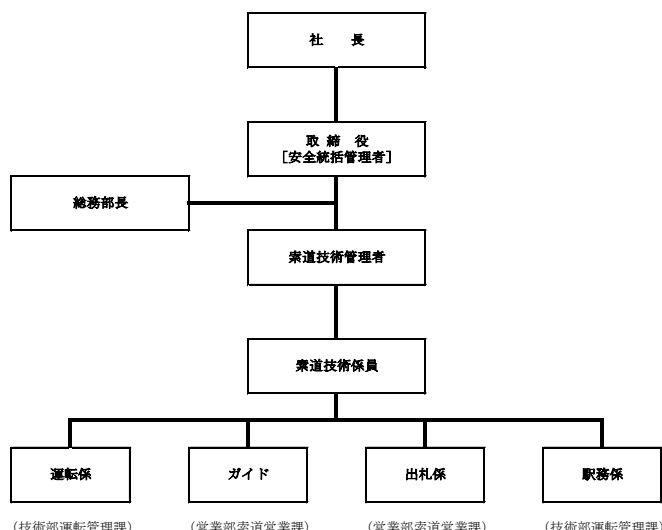 社　長
取 締 役
[安全統括管理者]
総務部長
索道技術管理者
索道技術係員
運転係
ガイド
出札係
駅務係
(技術部運転管理課)
(営業部索道営業課)
(営業部索道営業課)
(技術部運転管理課)